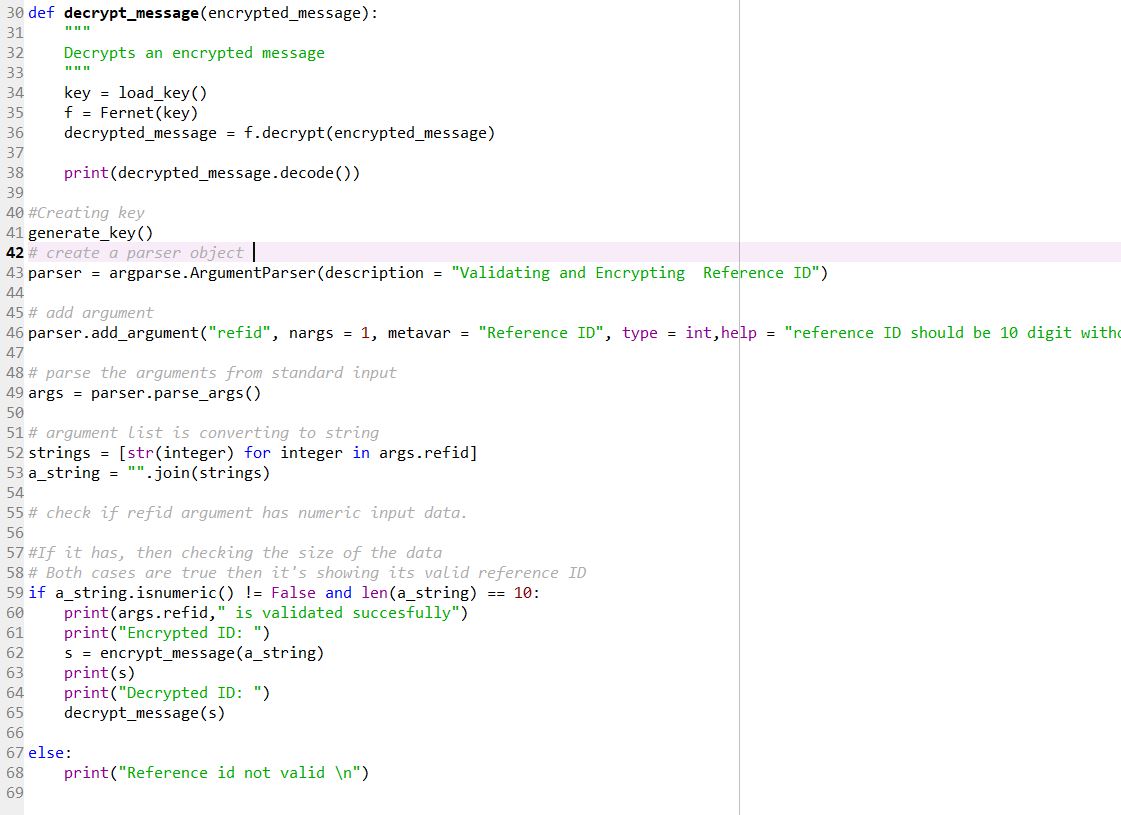 30 def decrypt_message(encrypted_message):
31     """
32     Decrypts an encrypted message
33     """
34     key = load_key()
35     f = Fernet(key)
36     decrypted_message = f.decrypt(encrypted_message)
37
38     print(decrypted_message.decode())
39
40 #Creating key
41 generate_key()
42 # create a parser object
43 parser = argparse.ArgumentParser(description = "Validating and Encrypting  Reference ID")
44
45 # add argument
46 parser.add_argument("refid", nargs = 1, metavar = "Reference ID", type = int,help = "reference ID should be 10 digit
47
48 # parse the arguments from standard input
49 args = parser.parse_args()
50
51 # argument list is converting to string
52 strings = [str(integer) for integer in args.refid]
53 a_string = "".join(strings)
54
55 # check if refid argument has numeric input data.
56
57 #If it has, then checking the size of the data
58 # Both cases are true then it's showing its valid reference ID
59 if a_string.isnumeric() != False and len(a_string) == 10:
60     print(args.refid," is validated succesfully")
61     print("Encrypted ID: ")
62     s = encrypt_message(a_string)
63     print(s)
64     print("Decrypted ID: ")
65     decrypt_message(s)
66
67 else:
68     print("Reference id not valid \n")
69